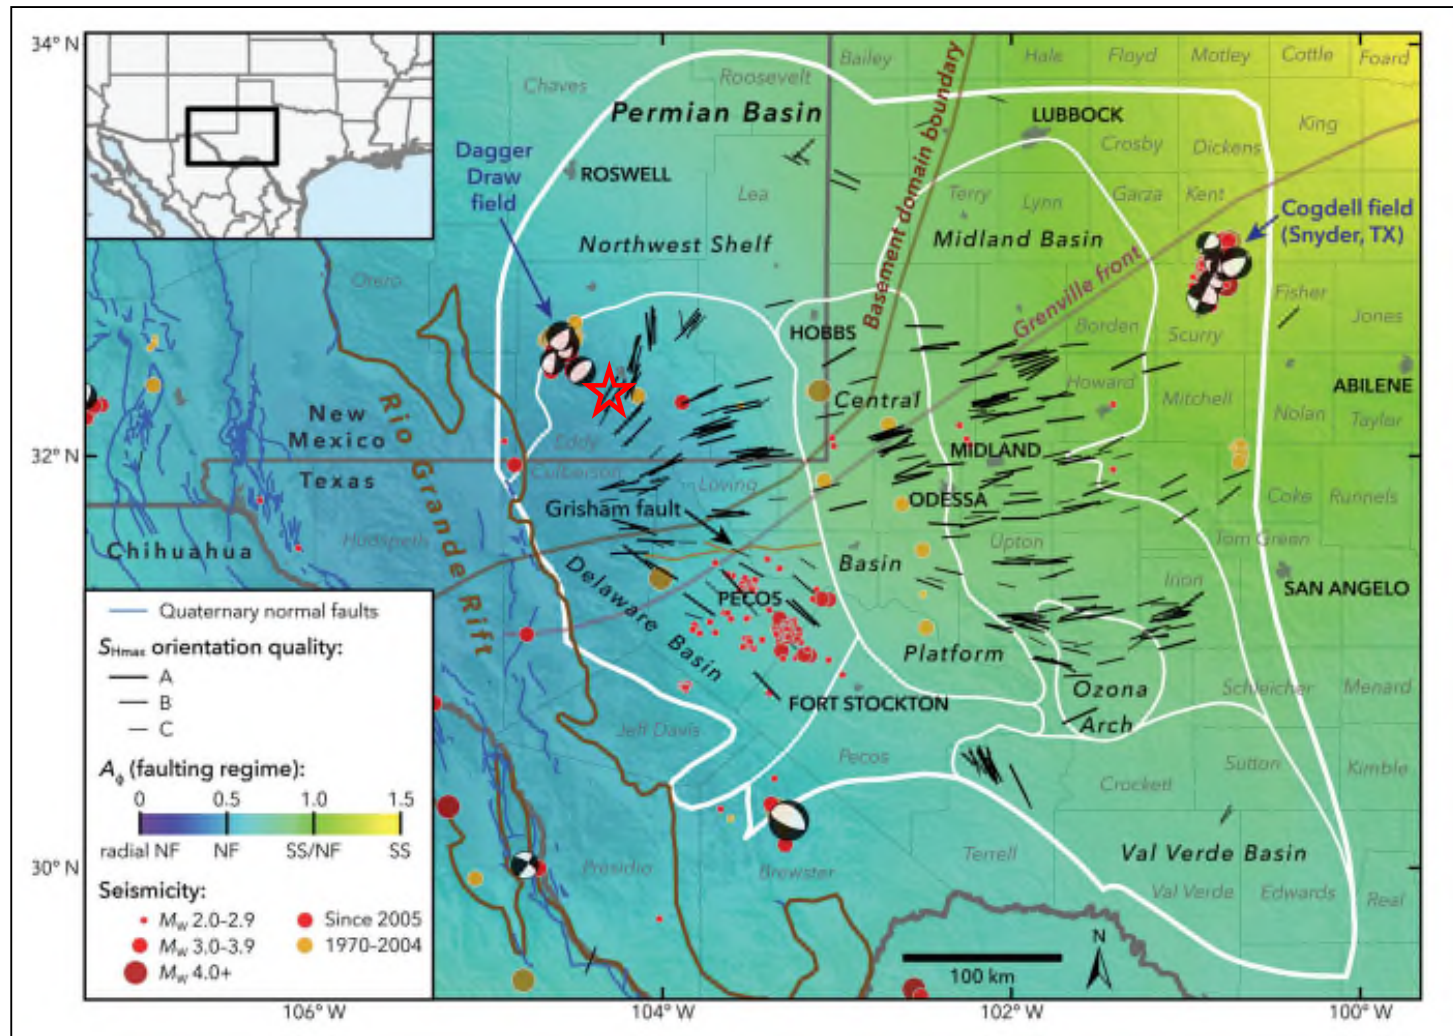 34° N
32° N
30° N
106° W
104° W
102° W
100° W
Bailey
Hale
Floyd
Motley
Cottle
Foard
Chaves
Roosevelt
Permian Basin
LUBBOCK
King
Crosby
Dickens
Dagger
Draw
field
ROSWELL
Lea
Terry
Lynn
Garza
Kent
Basement domain boundary
Cogdell field
(Snyder, TX)
Northwest Shelf
Midland Basin
Grenville front
Otero
Fisher
Jones
HOBBS
Borden
Scurry
Howard
Mitchell
ABILENE
Central
Nolan
Taylor
New
Mexico
Texas
Rio Grande Rift
Eddy
Culberson
Loving
MIDLAND
ODESSA
Coke
Runnels
Grisham fault
Chihuahua
Hudspeth
Upton
Tom Green
Basin
Irion
SAN ANGELO
PECOS
Delaware Basin
Platform
Ozona
Arch
Schleicher
Menard
FORT STOCKTON
Jeff Davis
Pecos
Sutton
Kimble
Crockett
Presidio
Brewster
Terrell
Val Verde Basin
Val Verde
Edwards
Real
N
100 km
Quaternary normal faults
SHmax orientation quality:
A
B
C
Aϕ (faulting regime):
0
0.5
1.0
1.5
radial NF
NF
SS/NF
SS
Seismicity:
Mw 2.0-2.9
Since 2005
Mw 3.0-3.9
1970-2004
Mw 4.0+